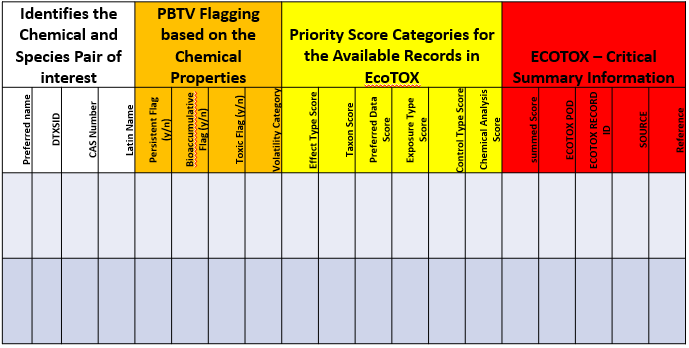 Identifies the
Chemical and
Species Pair of
interest
PBTV Flagging
based on the
Chemical
Properties
Priority Score Categories for
the Available Records in
EcoTOX
ECOTOX – Critical
Summary Information
Preferred name
DTXSID
CAS Number
Latin Name
Persistent Flag
(y/n)
Bioaccumulative
Flag (y/n)
Toxic Flag (y/n)
Volatility Category
Effect Type Score
Taxon Score
Preferred Data
Score
Exposure Type
Score
Control Type Score
Chemical Analysis
Score
summed Score
ECOTOX POD
ECOTOX RECORD
ID
SOURCE
Reference